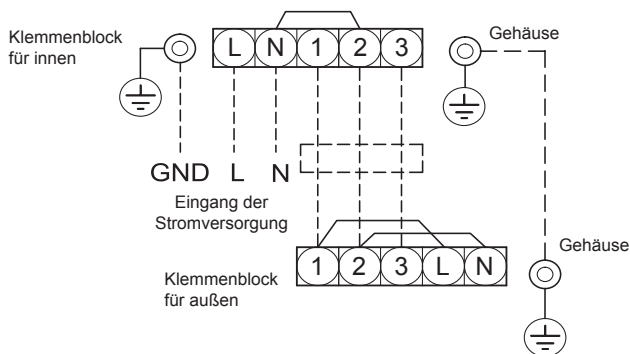 Klemmenblock
für innen
L N 1 2 3
Gehäuse
GND L N
Eingang der
Stromversorgung
Gehäuse
1 2 3 L N
Klemmenblock
für außen